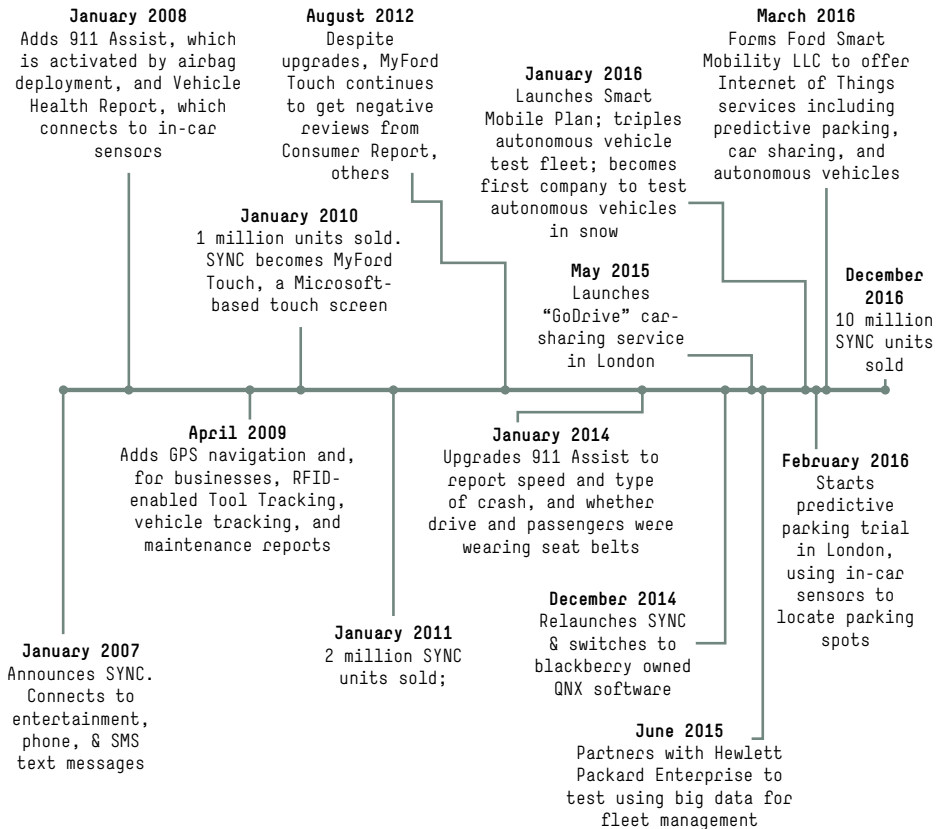 January 2008
Adds 911 Assist, which
is activated by airbag
deployment, and Vehicle
Health Report, which
connects to in-car
sensors
August 2012
Despite
upgrades, MyFord
Touch continues
to get negative
reviews from
Consumer Report,
others
January 2016
Launches Smart
Mobile Plan; triples
autonomous vehicle
test fleet; becomes
first company to test
autonomous vehicles
in snow
March 2016
Forms Ford Smart
Mobility LLC to offer
Internet of Things
services including
predictive parking,
car sharing, and
autonomous vehicles
January 2010
1 million units sold.
SYNC becomes MyFord
Touch, a Microsoft-
based touch screen
May 2015
Launches
“GoDrive” car-
sharing service
in London
December
2016
10 million
SYNC units
sold
April 2009
Adds GPS navigation and,
for businesses, RFID-
enabled Tool Tracking,
vehicle tracking, and
maintenance reports
January 2014
Upgrades 911 Assist to
report speed and type
of crash, and whether
drive and passengers were
wearing seat belts
February 2016
Starts
predictive
parking trial
in London,
using in-car
sensors to
locate parking
spots
January 2007
Announces SYNC.
Connects to
entertainment,
phone, & SMS
text messages
January 2011
2 million SYNC
units sold;
December 2014
Relaunches SYNC
& switches to
blackberry owned
QNX software
June 2015
Partners with Hewlett
Packard Enterprise to
test using big data for
fleet management